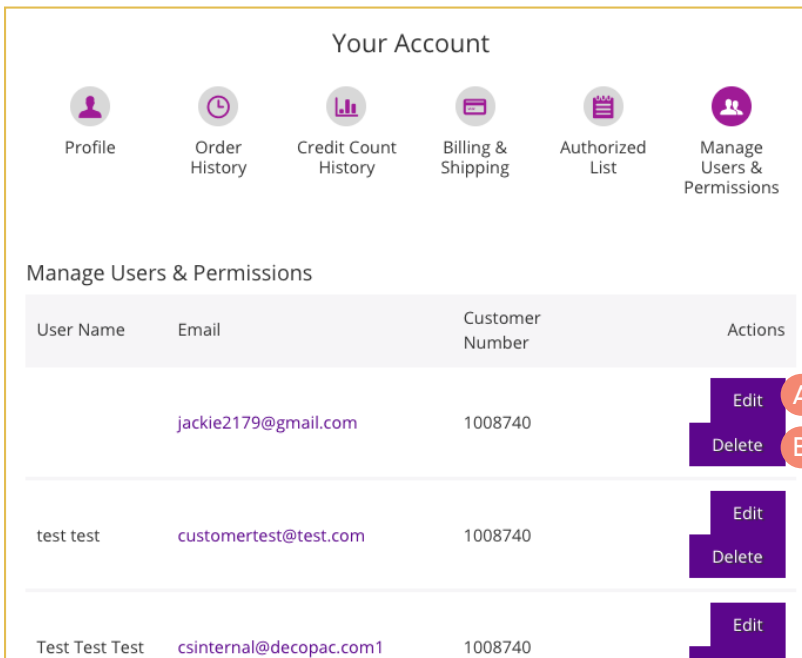 Your Account
Profile
Order
History
Credit Count
History
Billing &
Shipping
Authorized
List
Manage
Users &
Permissions
Manage Users & Permissions
User Name Email Customer
Number Actions
jackie2179@gmail.com 1008740 Edit A
Delete B
test test customertest@test.com 1008740 Edit
Delete
Test Test Test csinternal@decopac.com1 1008740 Edit